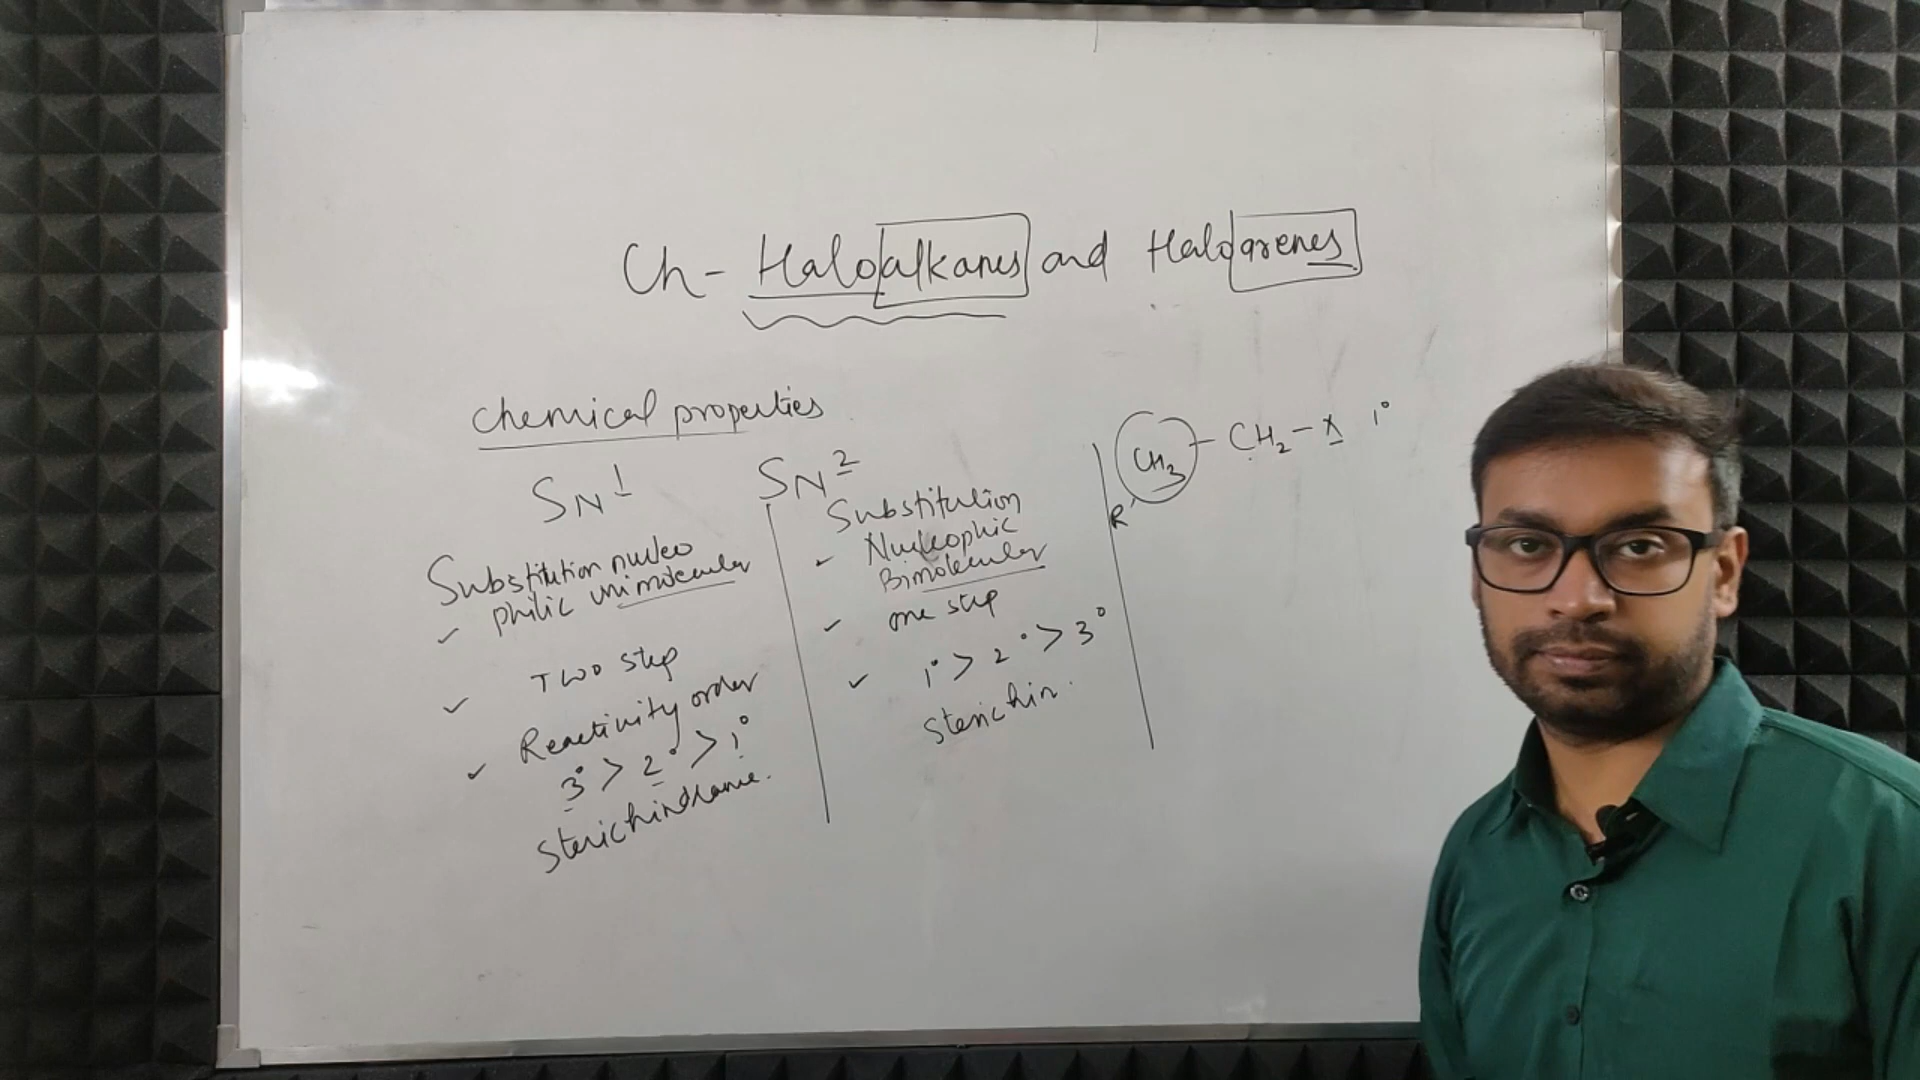 Ch- Haloalkanes and Haloarenes
chemical properties
SN1
Substitution nucleo
philic unimolecular
✓
Two step
✓
Reactivity order
✓
3° > 2° > 1°
Sterichindrance.
SN2
Substitution
✓ Nucleophic
Bimolecular
✓ one step
✓ 1° > 2° > 3°
Sterichin.
CH3 - CH2 - X 1°
R